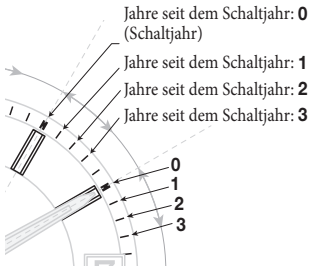 Jahre seit dem Schaltjahr: 0
(Schaltjahr)
Jahre seit dem Schaltjahr: 1
Jahre seit dem Schaltjahr: 2
Jahre seit dem Schaltjahr: 3
0
1
2
3